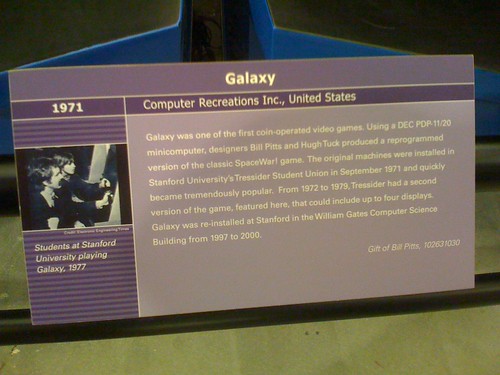 Galaxy
1971
Computer Recreations Inc., United States
Galaxy was one of the first coin-operated video games. Using a DEC PDP-11/20
minicomputer, designers Bill Pitts and Hugh Tuck produced a reprogrammed
version of the classic SpaceWar! game. The original machines were installed in
Stanford University's Tressider Student Union in September 1971 and quickly
became tremendously popular. From 1972 to 1979, Tressider had a second
version of the game, featured here, that could include up to four displays.
Galaxy was re-installed at Stanford in the William Gates Computer Science
Building from 1997 to 2000.
Gift of Bill Pitts, 102631030
Credit: Electronic Engineering Times
Students at Stanford
University playing
Galaxy, 1977